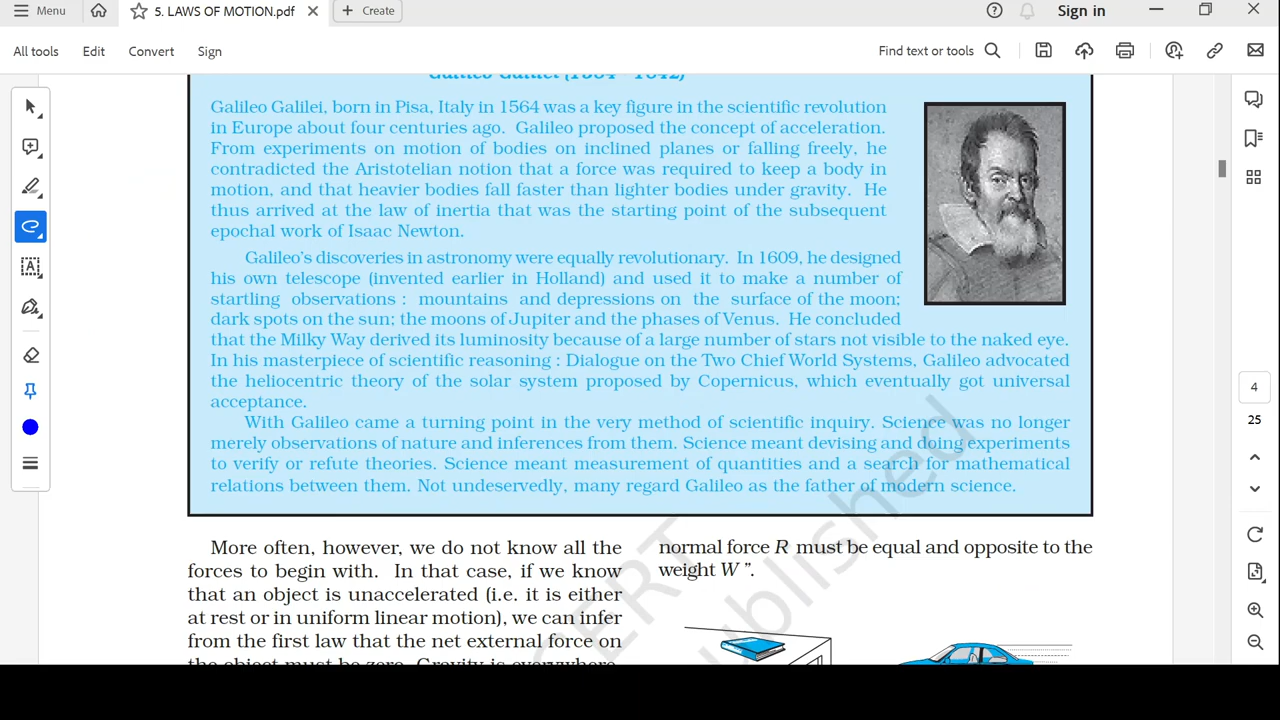 Menu
5. LAWS OF MOTION.pdf
Create
Sign in
All tools
Edit
Convert
Sign
Find text or tools
Galileo Galilei (1564 - 1642)
Galileo Galilei, born in Pisa, Italy in 1564 was a key figure in the scientific revolution
in Europe about four centuries ago. Galileo proposed the concept of acceleration.
From experiments on motion of bodies on inclined planes or falling freely, he
contradicted the Aristotelian notion that a force was required to keep a body in
motion, and that heavier bodies fall faster than lighter bodies under gravity. He
thus arrived at the law of inertia that was the starting point of the subsequent
epochal work of Isaac Newton.
Galileo's discoveries in astronomy were equally revolutionary. In 1609, he designed
his own telescope (invented earlier in Holland) and used it to make a number of
startling observations : mountains and depressions on the surface of the moon;
dark spots on the sun; the moons of Jupiter and the phases of Venus. He concluded
that the Milky Way derived its luminosity because of a large number of stars not visible to the naked eye.
In his masterpiece of scientific reasoning : Dialogue on the Two Chief World Systems, Galileo advocated
the heliocentric theory of the solar system proposed by Copernicus, which eventually got universal
acceptance.
With Galileo came a turning point in the very method of scientific inquiry. Science was no longer
merely observations of nature and inferences from them. Science meant devising and doing experiments
to verify or refute theories. Science meant measurement of quantities and a search for mathematical
relations between them. Not undeservedly, many regard Galileo as the father of modern science.
More often, however, we do not know all the
forces to begin with. In that case, if we know
that an object is unaccelerated (i.e. it is either
at rest or in uniform linear motion), we can infer
from the first law that the net external force on
the object must be zero. Gravity is everywhere.
normal force R must be equal and opposite to the
weight W ”.
4
25